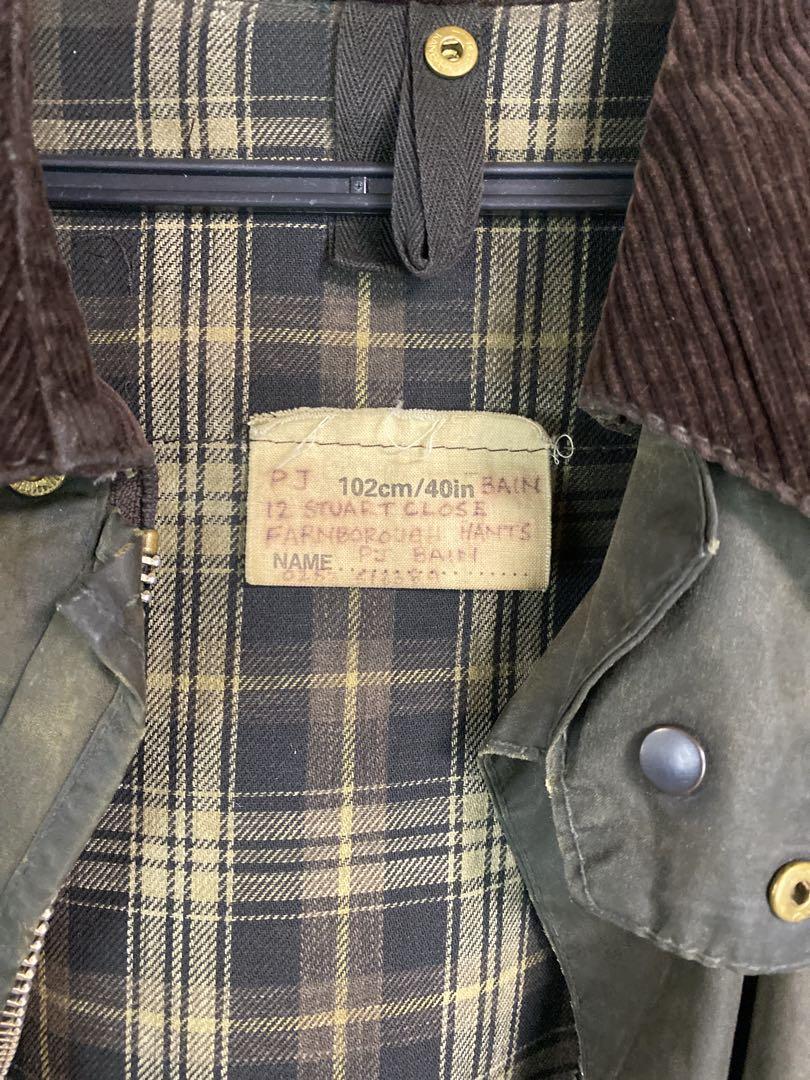 PJ 102cm/40in BAIN
12 STUART CLOSE
FARNBOROUGH HANTS
NAME PJ BAIN